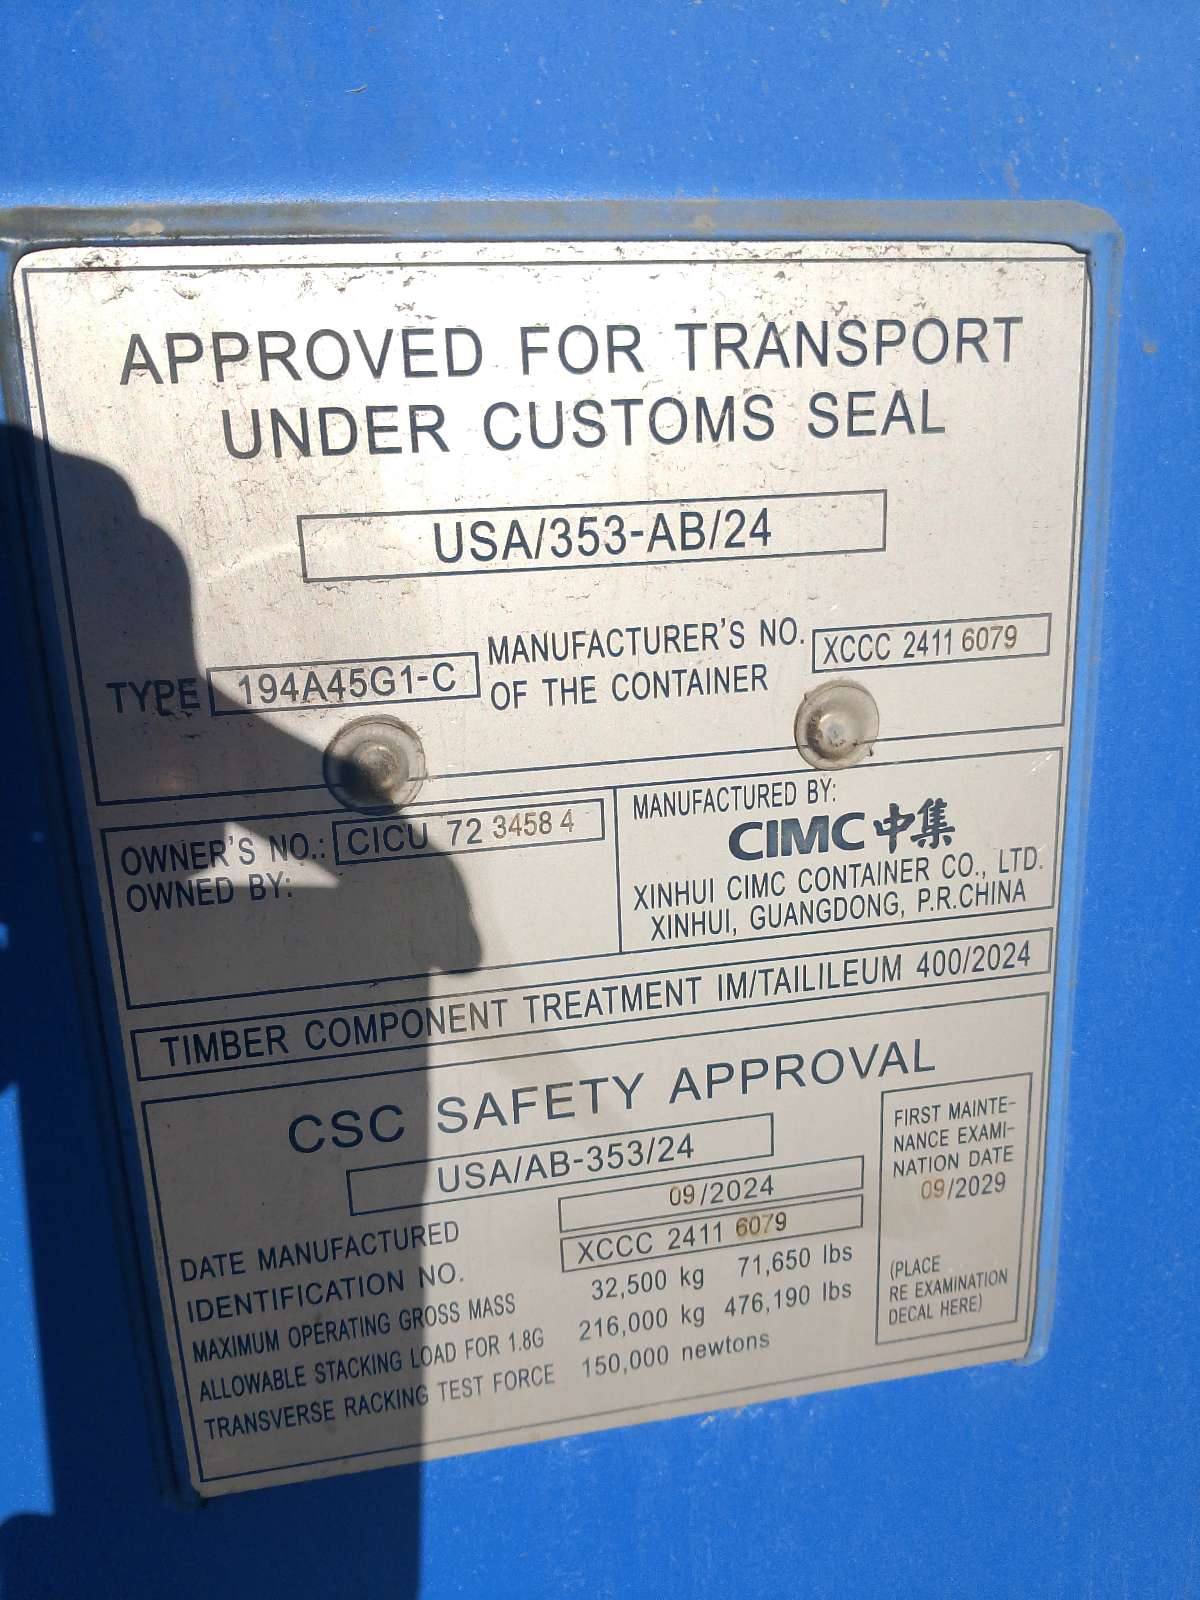 APPROVED FOR TRANSPORT
UNDER CUSTOMS SEAL
USA/353-AB/24
TYPE 194A45G1-C MANUFACTURER'S NO. OF THE CONTAINER XCCC 2411 6079
OWNER'S NO.: CICU 72 3458 4
OWNED BY:
MANUFACTURED BY:
CIMC 中集
XINHUI CIMC CONTAINER CO., LTD.
XINHUI, GUANGDONG, P.R.CHINA
TIMBER COMPONENT TREATMENT IM/TAILILEUM 400/2024
CSC SAFETY APPROVAL
USA/AB-353/24
DATE MANUFACTURED 09/2024
IDENTIFICATION NO. XCCC 2411 6079
MAXIMUM OPERATING GROSS MASS 32,500 kg 71,650 lbs
ALLOWABLE STACKING LOAD FOR 1.8G 216,000 kg 476,190 lbs
TRANSVERSE RACKING TEST FORCE 150,000 newtons
FIRST MAINTE-
NANCE EXAMI-
NATION DATE
09/2029
(PLACE
RE EXAMINATION
DECAL HERE)